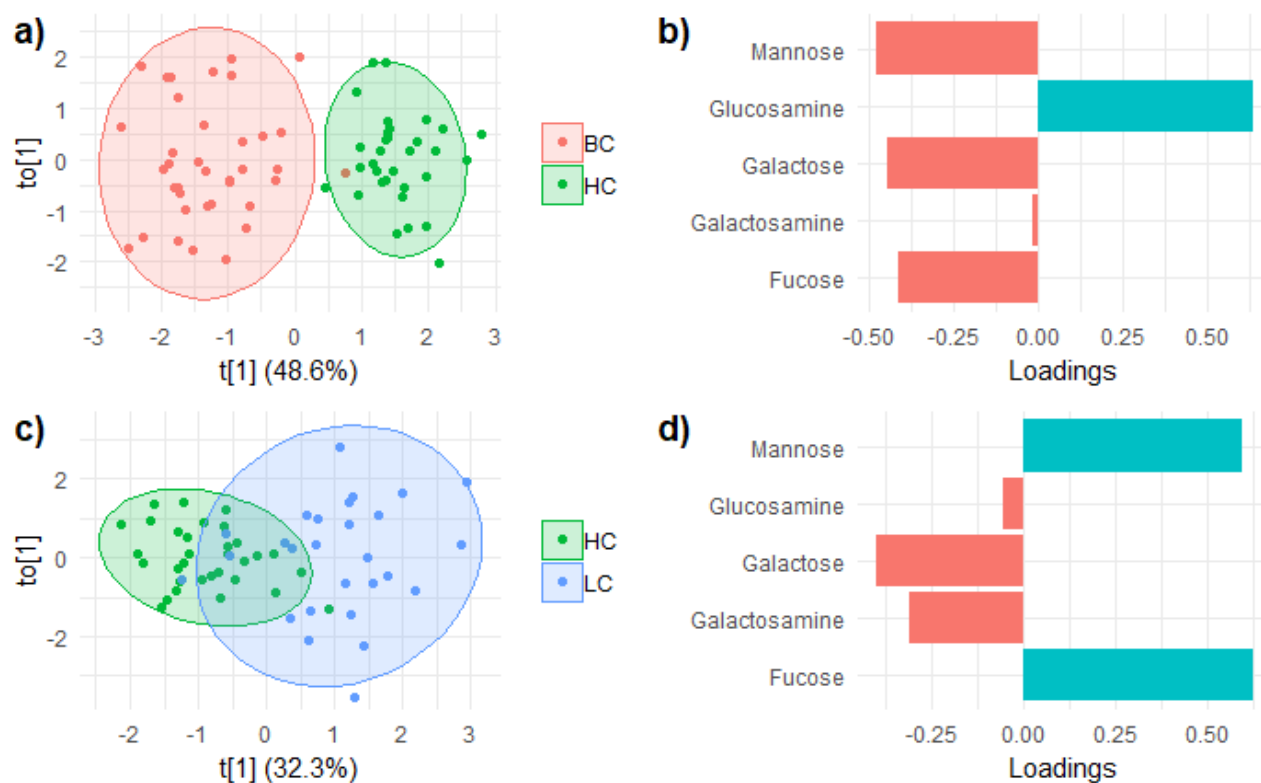 a)
to[1]
2
1
0
-1
-2
-3
-2
-1
0
1
2
3
t[1] (48.6%)
BC
HC
b)
Mannose
Glucosamine
Galactose
Galactosamine
Fucose
-0.50
-0.25
0.00
0.25
0.50
Loadings
c)
to[1]
2
0
-2
-2
-1
0
1
2
3
t[1] (32.3%)
HC
LC
d)
Mannose
Glucosamine
Galactose
Galactosamine
Fucose
-0.25
0.00
0.25
0.50
Loadings